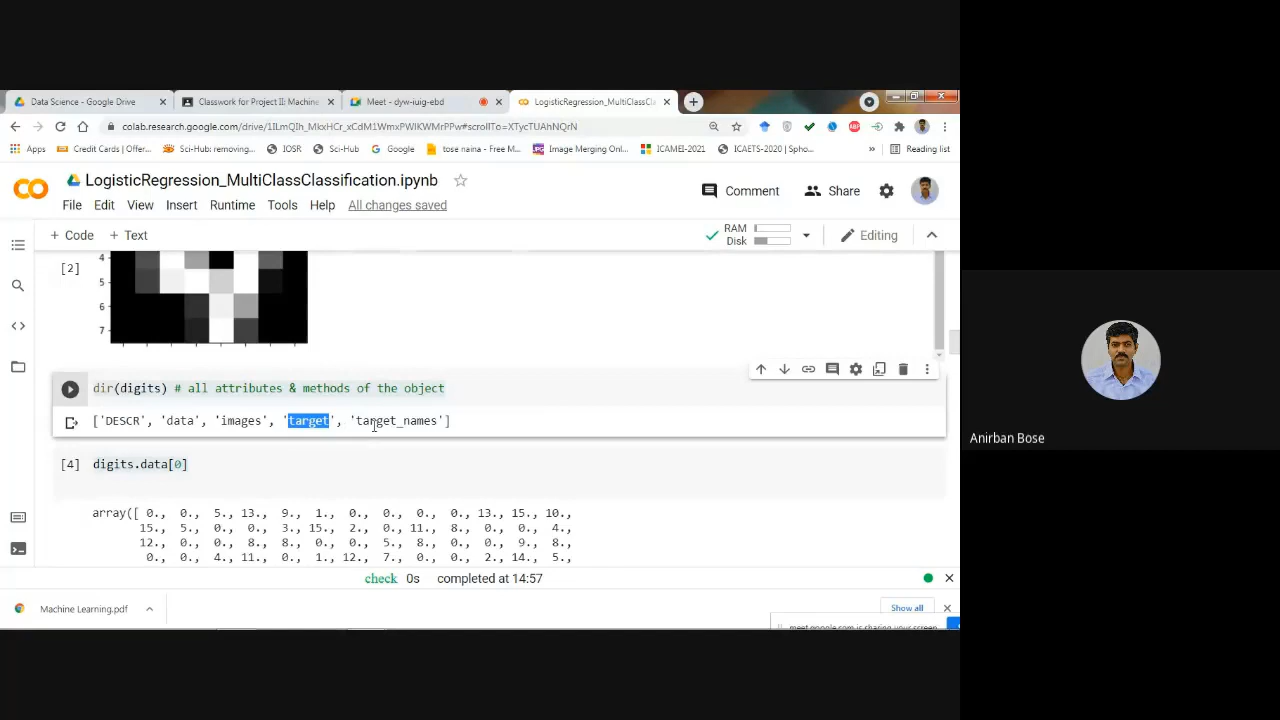 Data Science - Google Drive
Classwork for Project II: Machine
Meet - dyw-iuig-ebd
LogisticRegression_MultiClassCla
Apps
Credit Cards | Offer...
Sci-Hub: removing...
IOSR
Sci-Hub
Google
tose naina - Free M...
Image Merging Onl...
ICAMEI-2021
ICAETS-2020 | Spho...
»
Reading list
LogisticRegression_MultiClassClassification.ipynb
Comment
Share
File Edit View Insert Runtime Tools Help All changes saved
+ Code + Text
RAM
Disk
Editing
[2]
4
5
6
7
dir(digits) # all attributes & methods of the object
['DESCR', 'data', 'images', 'target', 'target_names']
[4] digits.data[0]
array([ 0., 0., 5., 13., 9., 1., 0., 0., 0., 0., 13., 15., 10.,
15., 5., 0., 0., 3., 15., 2., 0., 11., 8., 0., 0., 4.,
12., 0., 0., 8., 8., 0., 0., 5., 8., 0., 0., 9., 8.,
0., 0., 4., 11., 0., 1., 12., 7., 0., 0., 2., 14., 5.,
check 0s completed at 14:57
Machine Learning.pdf
Show all
meet.google.com is sharing your screen.
Anirban Bose